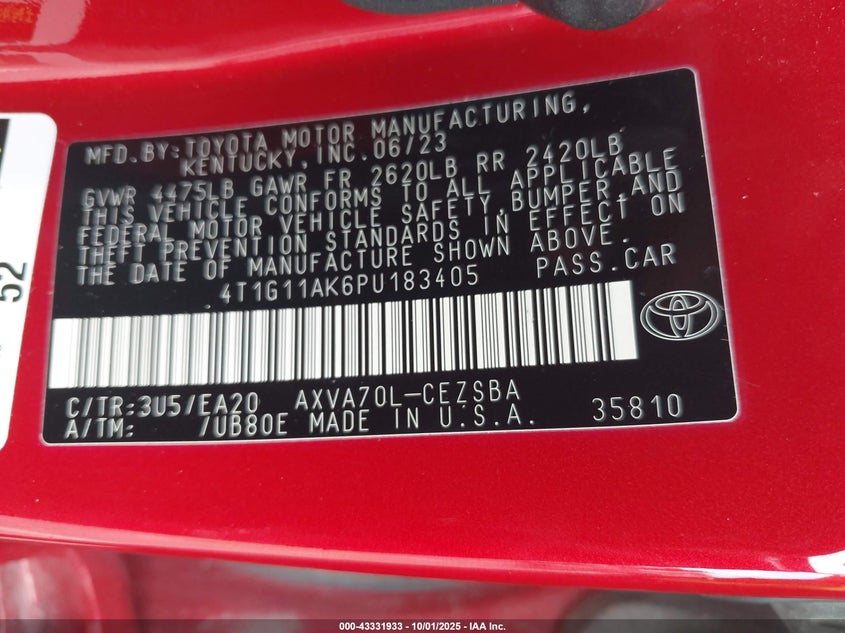 MFD.BY:TOYOTA MOTOR MANUFACTURING,
KENTUCKY,INC.06/23
GVWR 4475LB GAWR FR 2620LB RR 2420LB
THIS VEHICLE CONFORMS TO ALL APPLICABLE
FEDERAL MOTOR VEHICLE SAFETY,BUMPER,AND
THEFT PREVENTION STANDARDS IN EFFECT ON
THE DATE OF MANUFACTURE SHOWN ABOVE.
4T1G11AK6PU183405 PASS.CAR
C/TR:3U5/EA20 AXVA70L-CEZSBA
A/TM: /UB80E MADE IN U.S.A. 35810
52
000-43331933 - 10/01/2025 - IAA Inc.